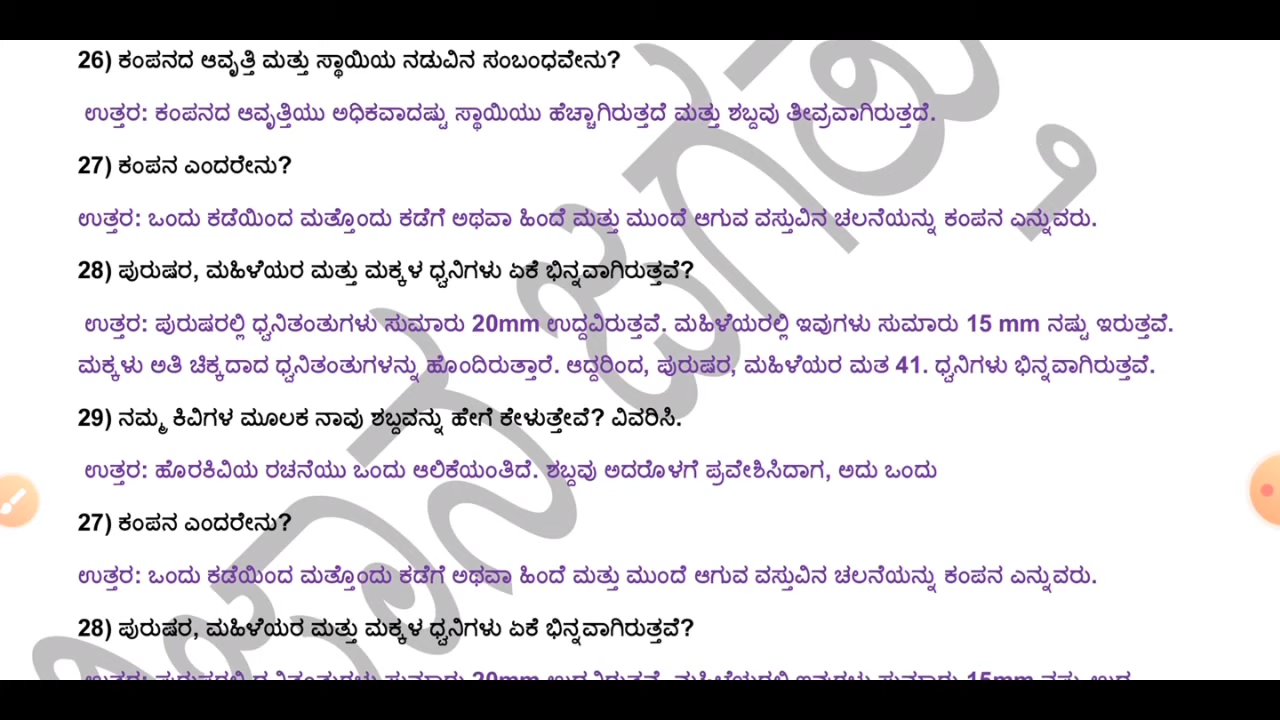 26) ಕಂಪನದ ಆವೃತ್ತಿ ಮತ್ತು ಸ್ಥಾಯಿಯ ನಡುವಿನ ಸಂಬಂಧವೇನು?
ಉತ್ತರ: ಕಂಪನದ ಆವೃತ್ತಿಯು ಅಧಿಕವಾದಷ್ಟು ಸ್ಥಾಯಿಯು ಹೆಚ್ಚಾಗಿರುತ್ತದೆ ಮತ್ತು ಶಬ್ದವು ತೀವ್ರವಾಗಿರುತ್ತದೆ.
27) ಕಂಪನ ಎಂದರೇನು?
ಉತ್ತರ: ಒಂದು ಕಡೆಯಿಂದ ಮತ್ತೊಂದು ಕಡೆಗೆ ಅಥವಾ ಹಿಂದೆ ಮತ್ತು ಮುಂದೆ ಆಗುವ ವಸ್ತುವಿನ ಚಲನೆಯನ್ನು ಕಂಪನ ಎನ್ನುವರು.
28) ಪುರುಷರ, ಮಹಿಳೆಯರ ಮತ್ತು ಮಕ್ಕಳ ಧ್ವನಿಗಳು ಏಕೆ ಭಿನ್ನವಾಗಿರುತ್ತವೆ?
ಉತ್ತರ: ಪುರುಷರಲ್ಲಿ ಧ್ವನಿತಂತುಗಳು ಸುಮಾರು 20mm ಉದ್ದವಿರುತ್ತವೆ. ಮಹಿಳೆಯರಲ್ಲಿ ಇವುಗಳು ಸುಮಾರು 15 mm ನಷ್ಟು ಇರುತ್ತವೆ.
ಮಕ್ಕಳು ಅತಿ ಚಿಕ್ಕದಾದ ಧ್ವನಿತಂತುಗಳನ್ನು ಹೊಂದಿರುತ್ತಾರೆ. ಆದ್ದರಿಂದ, ಪುರುಷರ, ಮಹಿಳೆಯರ ಮತ 41. ಧ್ವನಿಗಳು ಭಿನ್ನವಾಗಿರುತ್ತವೆ.
29) ನಮ್ಮ ಕಿವಿಗಳ ಮೂಲಕ ನಾವು ಶಬ್ದವನ್ನು ಹೇಗೆ ಕೇಳುತ್ತೇವೆ? ವಿವರಿಸಿ.
ಉತ್ತರ: ಹೊರಕಿವಿಯ ರಚನೆಯು ಒಂದು ಆಲಿಕೆಯಂತಿದೆ. ಶಬ್ದವು ಅದರೊಳಗೆ ಪ್ರವೇಶಿಸಿದಾಗ, ಅದು ಒಂದು
27) ಕಂಪನ ಎಂದರೇನು?
ಉತ್ತರ: ಒಂದು ಕಡೆಯಿಂದ ಮತ್ತೊಂದು ಕಡೆಗೆ ಅಥವಾ ಹಿಂದೆ ಮತ್ತು ಮುಂದೆ ಆಗುವ ವಸ್ತುವಿನ ಚಲನೆಯನ್ನು ಕಂಪನ ಎನ್ನುವರು.
28) ಪುರುಷರ, ಮಹಿಳೆಯರ ಮತ್ತು ಮಕ್ಕಳ ಧ್ವನಿಗಳು ಏಕೆ ಭಿನ್ನವಾಗಿರುತ್ತವೆ?